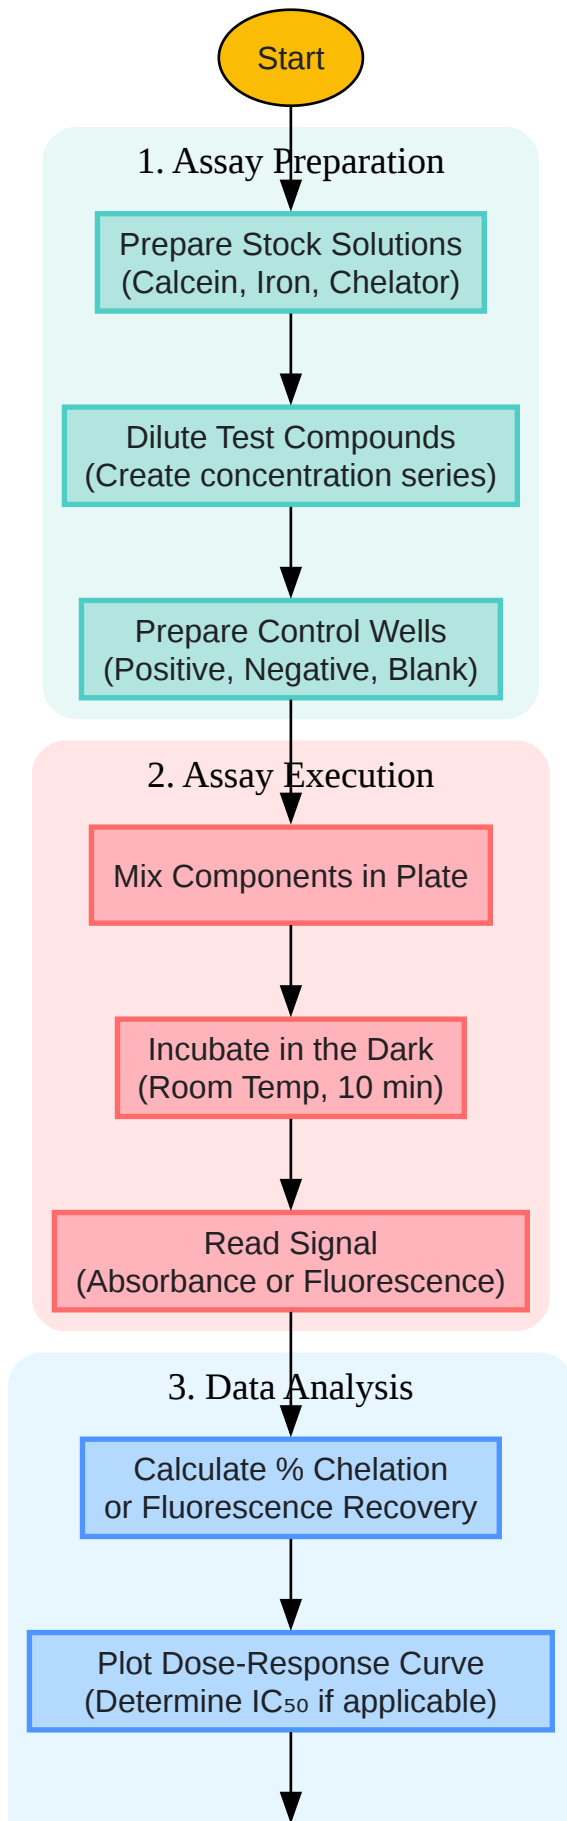 Start
1. Assay Preparation
Prepare Stock Solutions
(Calcein, Iron, Chelator)
Dilute Test Compounds
(Create concentration series)
Prepare Control Wells
(Positive, Negative, Blank)
2. Assay Execution
Mix Components in Plate
Incubate in the Dark
(Room Temp, 10 min)
Read Signal
(Absorbance or Fluorescence)
3. Data Analysis
Calculate % Chelation
or Fluorescence Recovery
Plot Dose-Response Curve
(Determine IC₅₀ if applicable)